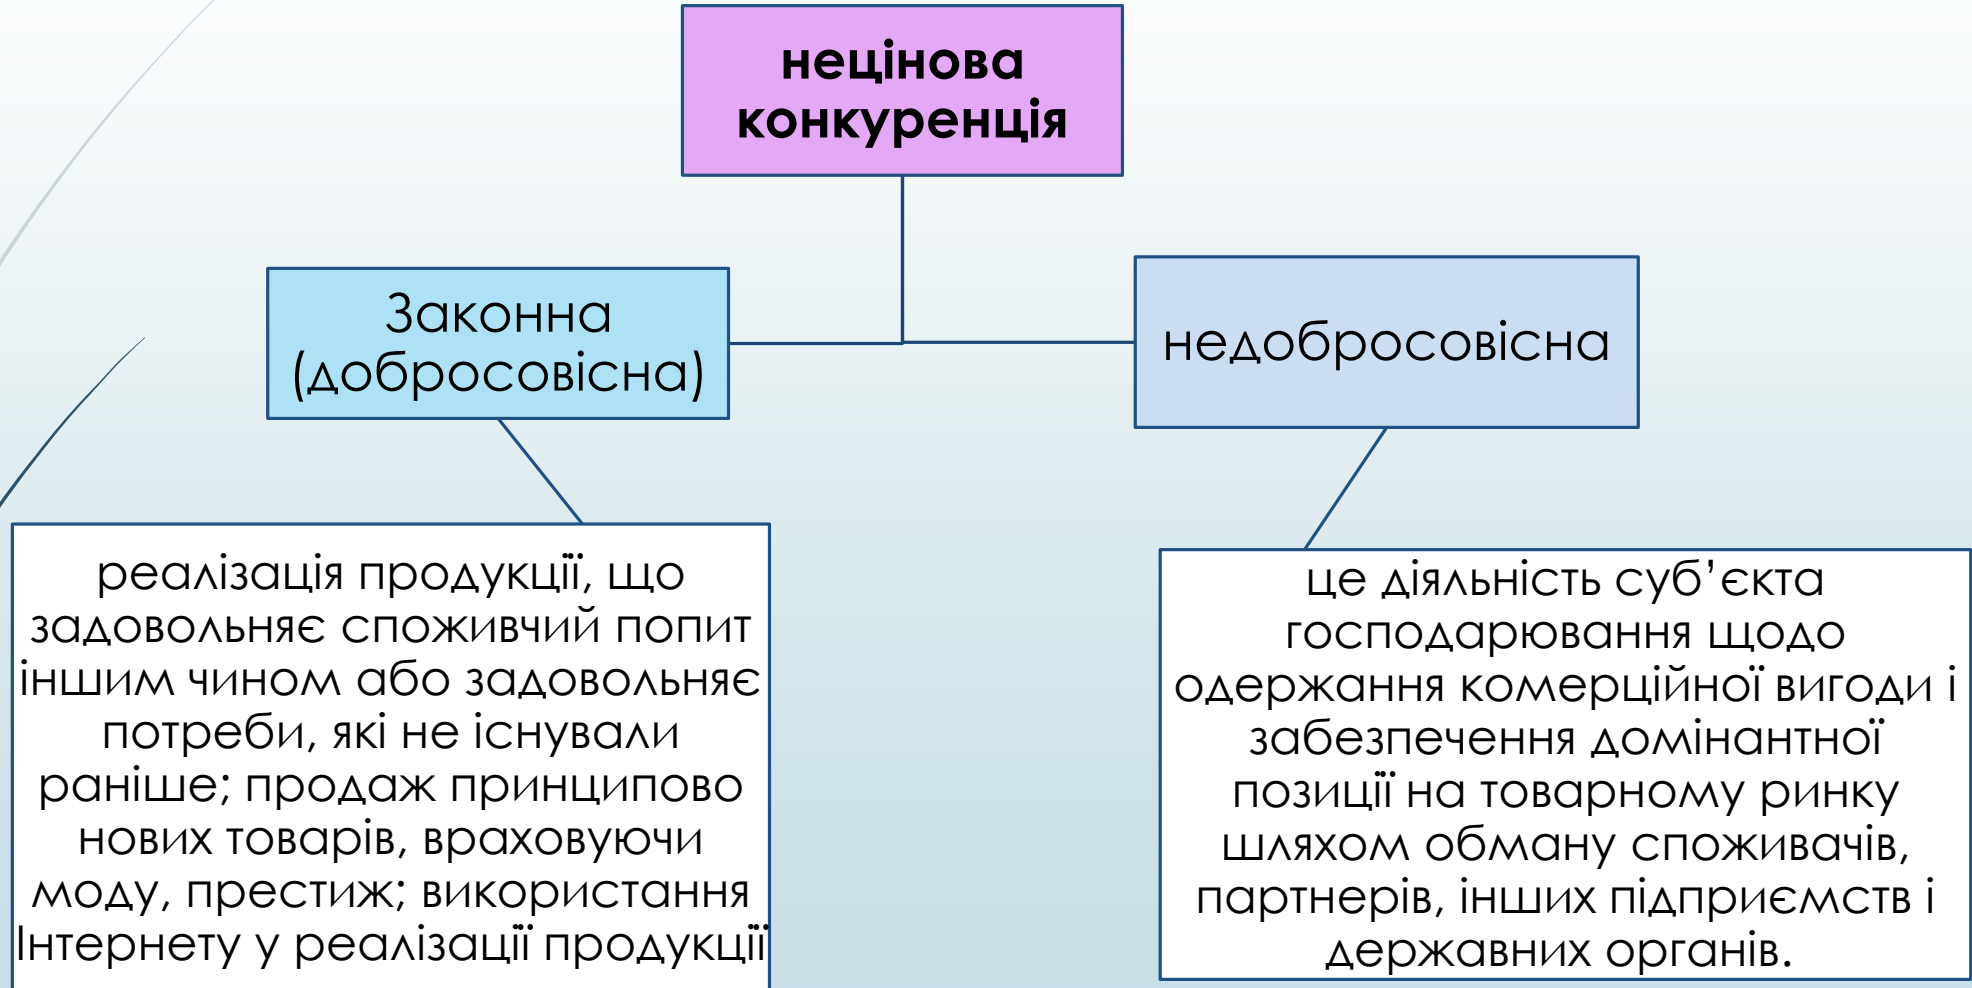 нецінова
конкуренція
Законна
(добросовісна)
недобросовісна
реалізація продукції, що
задовольняє споживчий попит
іншим чином або задовольняє
потреби, які не існували
раніше; продаж принципово
нових товарів, враховуючи
моду, престиж; використання
Інтернету у реалізації продукції
це діяльність суб’єкта
господарювання щодо
одержання комерційної вигоди і
забезпечення домінантної
позиції на товарному ринку
шляхом обману споживачів,
партнерів, інших підприємств і
державних органів.